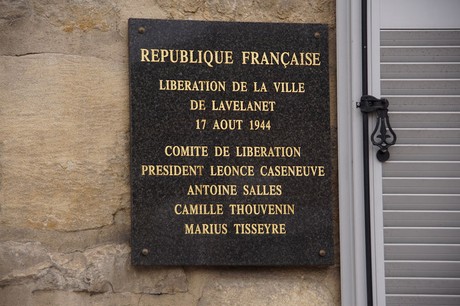 REPUBLIQUE FRANÇAISE
LIBERATION DE LA VILLE
DE LAVELANET
17 AOUT 1944
COMITE DE LIBERATION
PRESIDENT LEONCE CASENEUVE
ANTOINE SALLES
CAMILLE THOUVENIN
MARIUS TISSEYRE